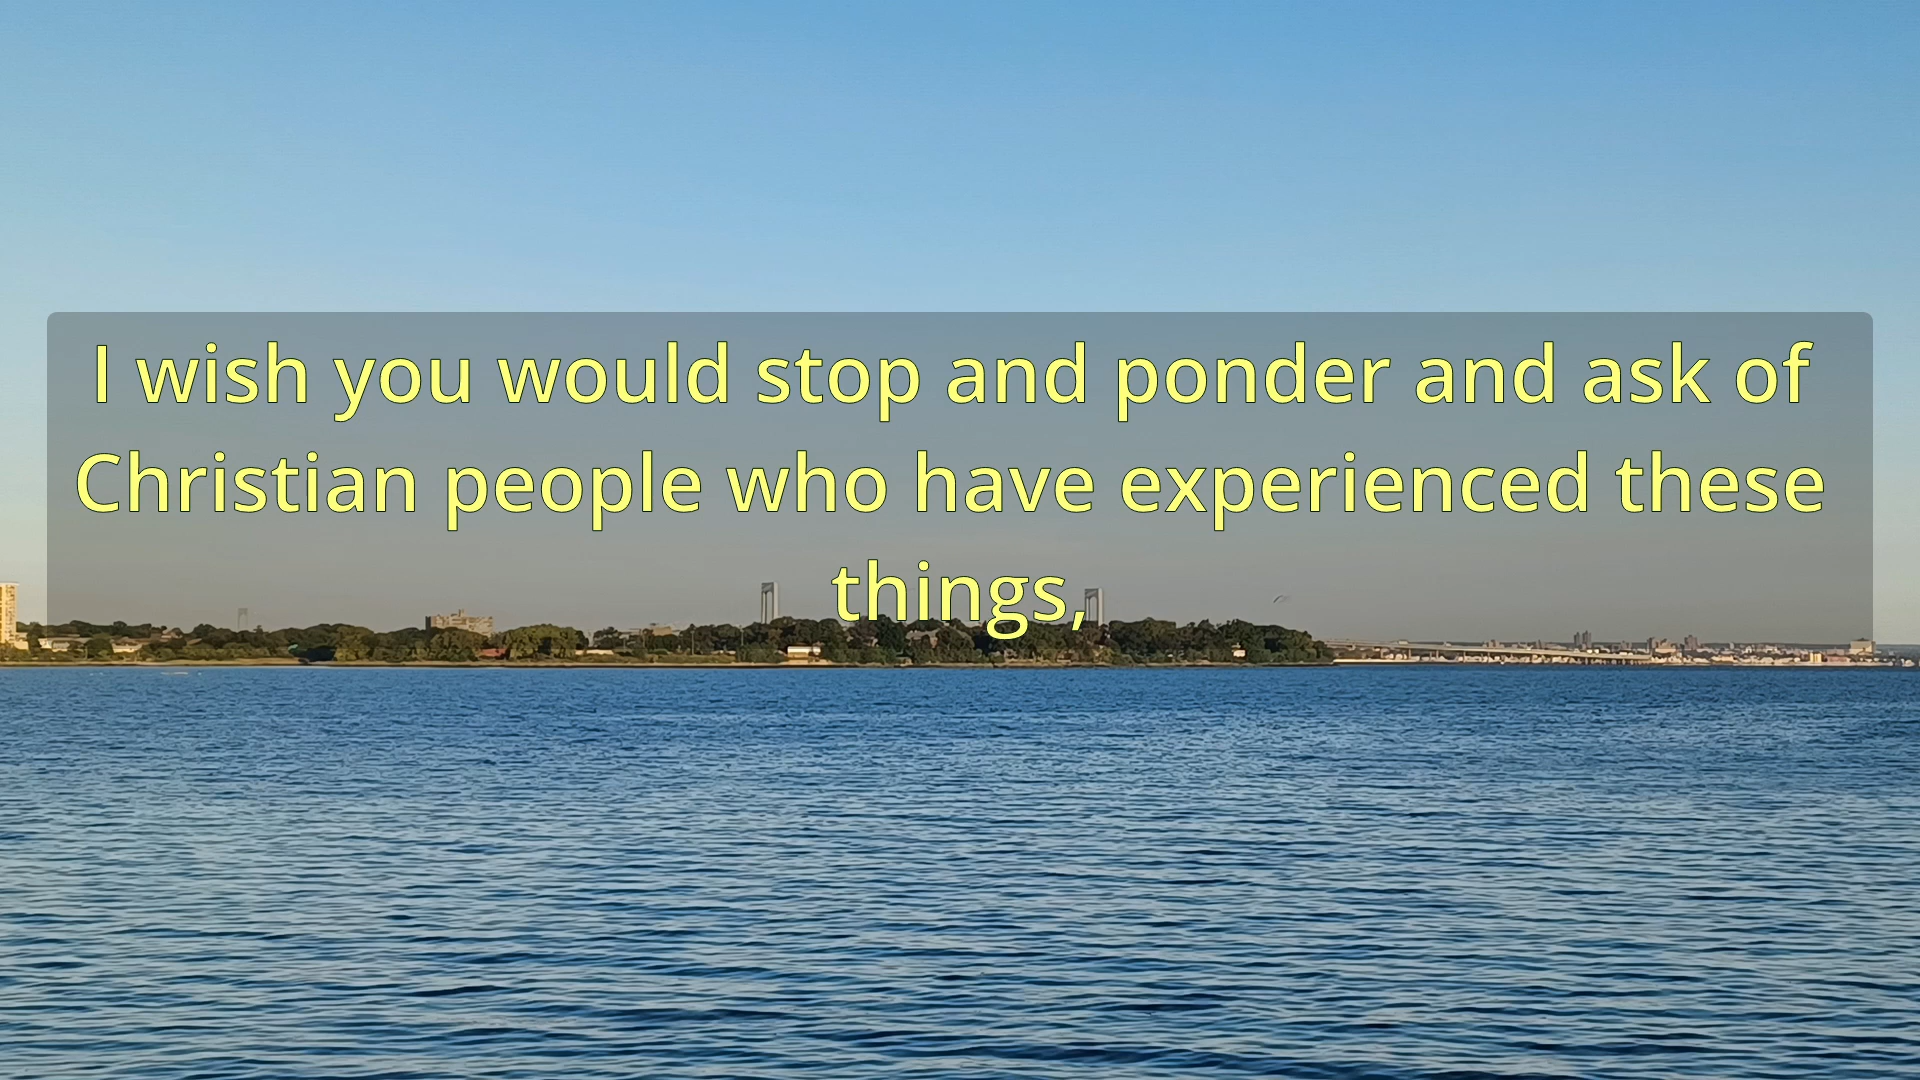 I wish you would stop and ponder and ask of
Christian people who have experienced these
things,